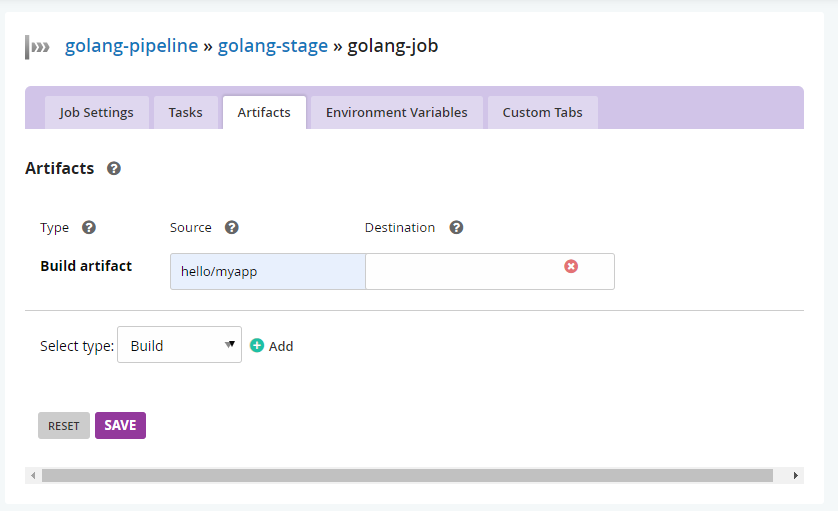 golang-pipeline » golang-stage » golang-job
Job Settings Tasks Artifacts Environment Variables Custom Tabs
Artifacts ?
Type ? Source ? Destination ?
Build artifact hello/myapp
Select type: Build Add
RESET SAVE